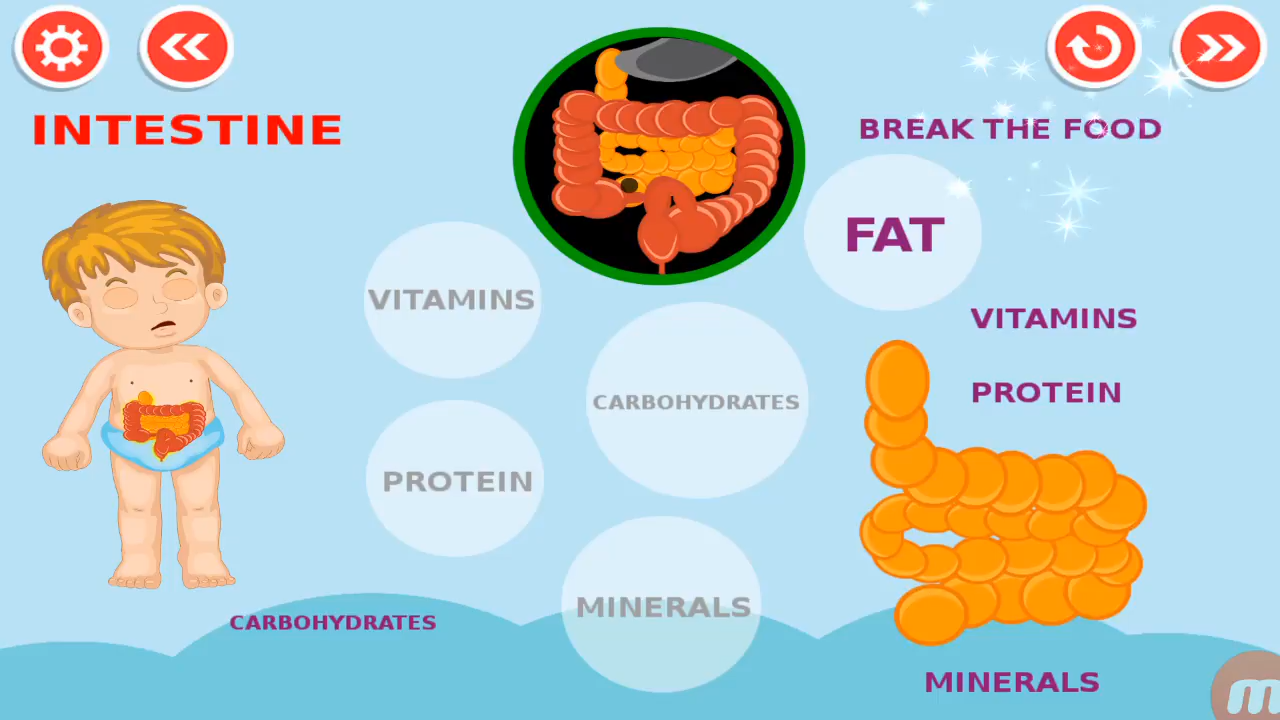 INTESTINE
BREAK THE FOOD
FAT
VITAMINS
VITAMINS
PROTEIN
CARBOHYDRATES
PROTEIN
MINERALS
CARBOHYDRATES
MINERALS
m